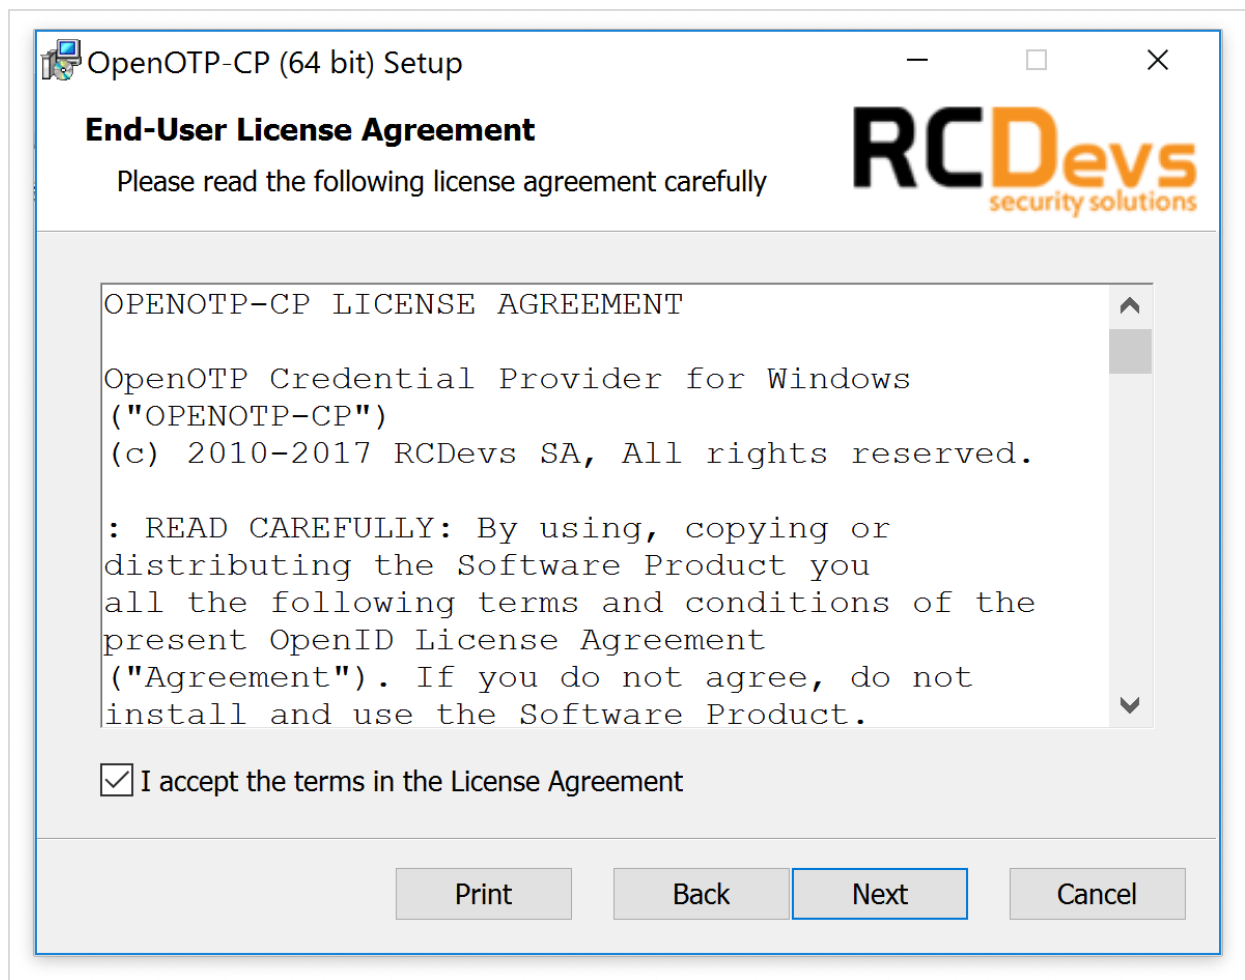 OpenOTP-CP (64 bit) Setup
End-User License Agreement
Please read the following license agreement carefully
RCDevs
security solutions
OPENOTP-CP LICENSE AGREEMENT
OpenOTP Credential Provider for Windows
("OPENOTP-CP")
(c) 2010-2017 RCDevs SA, All rights reserved.
: READ CAREFULLY: By using, copying or
distributing the Software Product you
all the following terms and conditions of the
present OpenID License Agreement
("Agreement"). If you do not agree, do not
install and use the Software Product.
I accept the terms in the License Agreement
Print
Back
Next
Cancel